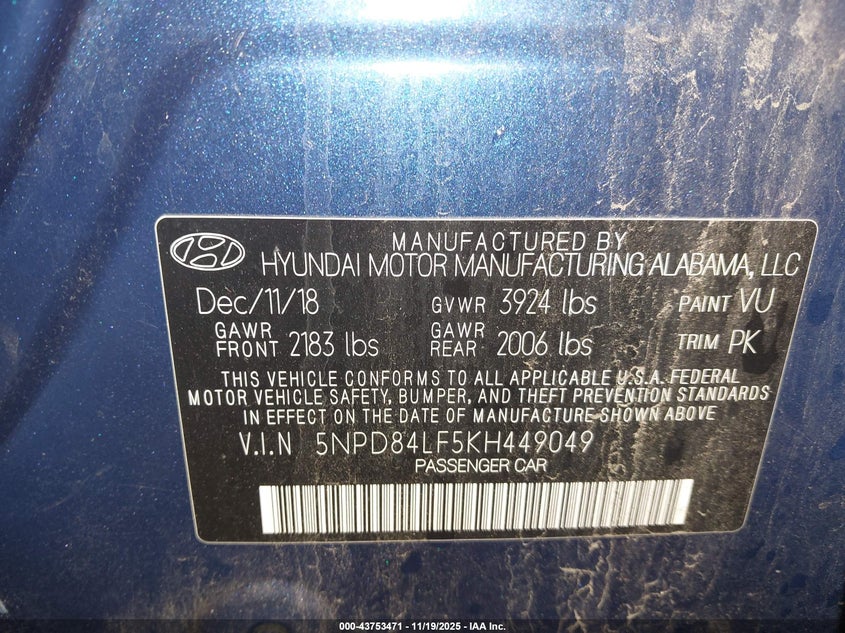 MANUFACTURED BY
HYUNDAI MOTOR MANUFACTURING ALABAMA, LLC
Dec/11/18 GVWR 3924 lbs PAINT VU
GAWR FRONT 2183 lbs GAWR REAR 2006 lbs TRIM PK
THIS VEHICLE CONFORMS TO ALL APPLICABLE U.S.A. FEDERAL
MOTOR VEHICLE SAFETY, BUMPER, AND THEFT PREVENTION STANDARDS
IN EFFECT ON THE DATE OF MANUFACTURE SHOWN ABOVE
V.I.N 5NPD84LF5KH449049
PASSENGER CAR
000-43753471 - 11/19/2025 - IAA Inc.